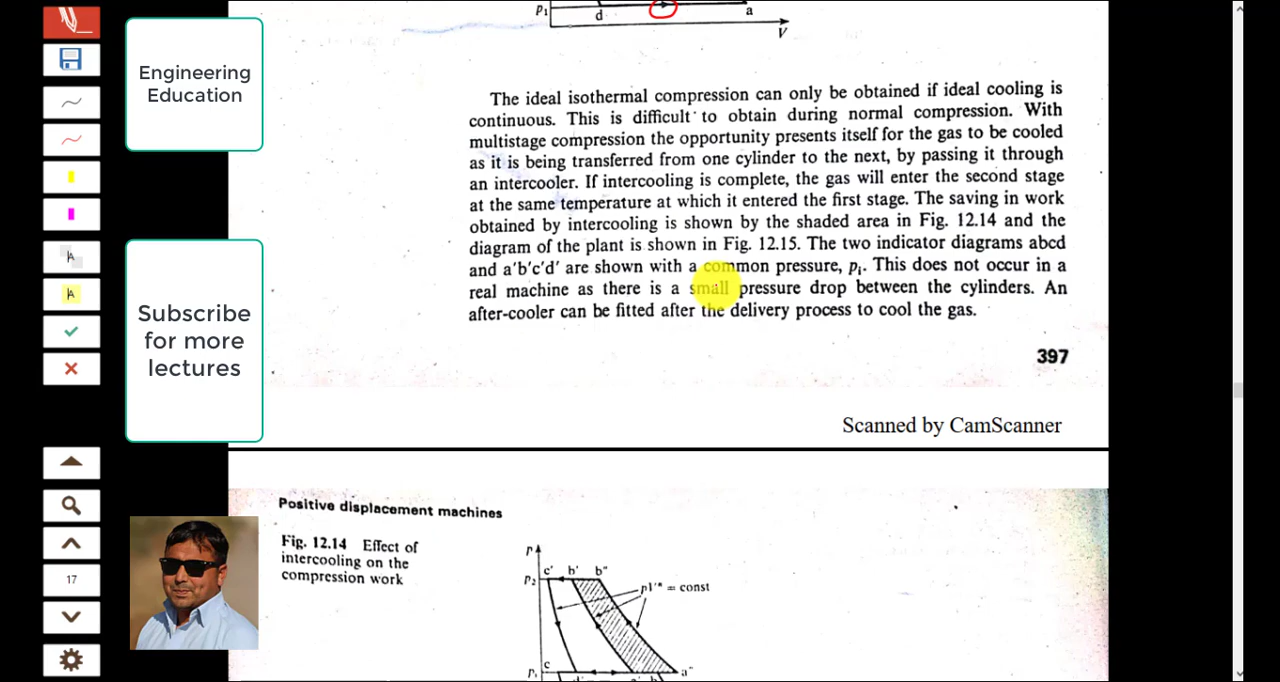 P1
d
a
V
Engineering
Education
The ideal isothermal compression can only be obtained if ideal cooling is
continuous. This is difficult to obtain during normal compression. With
multistage compression the opportunity presents itself for the gas to be cooled
as it is being transferred from one cylinder to the next, by passing it through
an intercooler. If intercooling is complete, the gas will enter the second stage
at the same temperature at which it entered the first stage. The saving in work
obtained by intercooling is shown by the shaded area in Fig. 12.14 and the
diagram of the plant is shown in Fig. 12.15. The two indicator diagrams abcd
and a'b'c'd' are shown with a common pressure, pi. This does not occur in a
real machine as there is a small pressure drop between the cylinders. An
after-cooler can be fitted after the delivery process to cool the gas.
Subscribe
for more
lectures
397
Scanned by CamScanner
Positive displacement machines
Fig. 12.14 Effect of
intercooling on the
compression work
P
P2
c' b' b"
pVn = const
c
a"
17